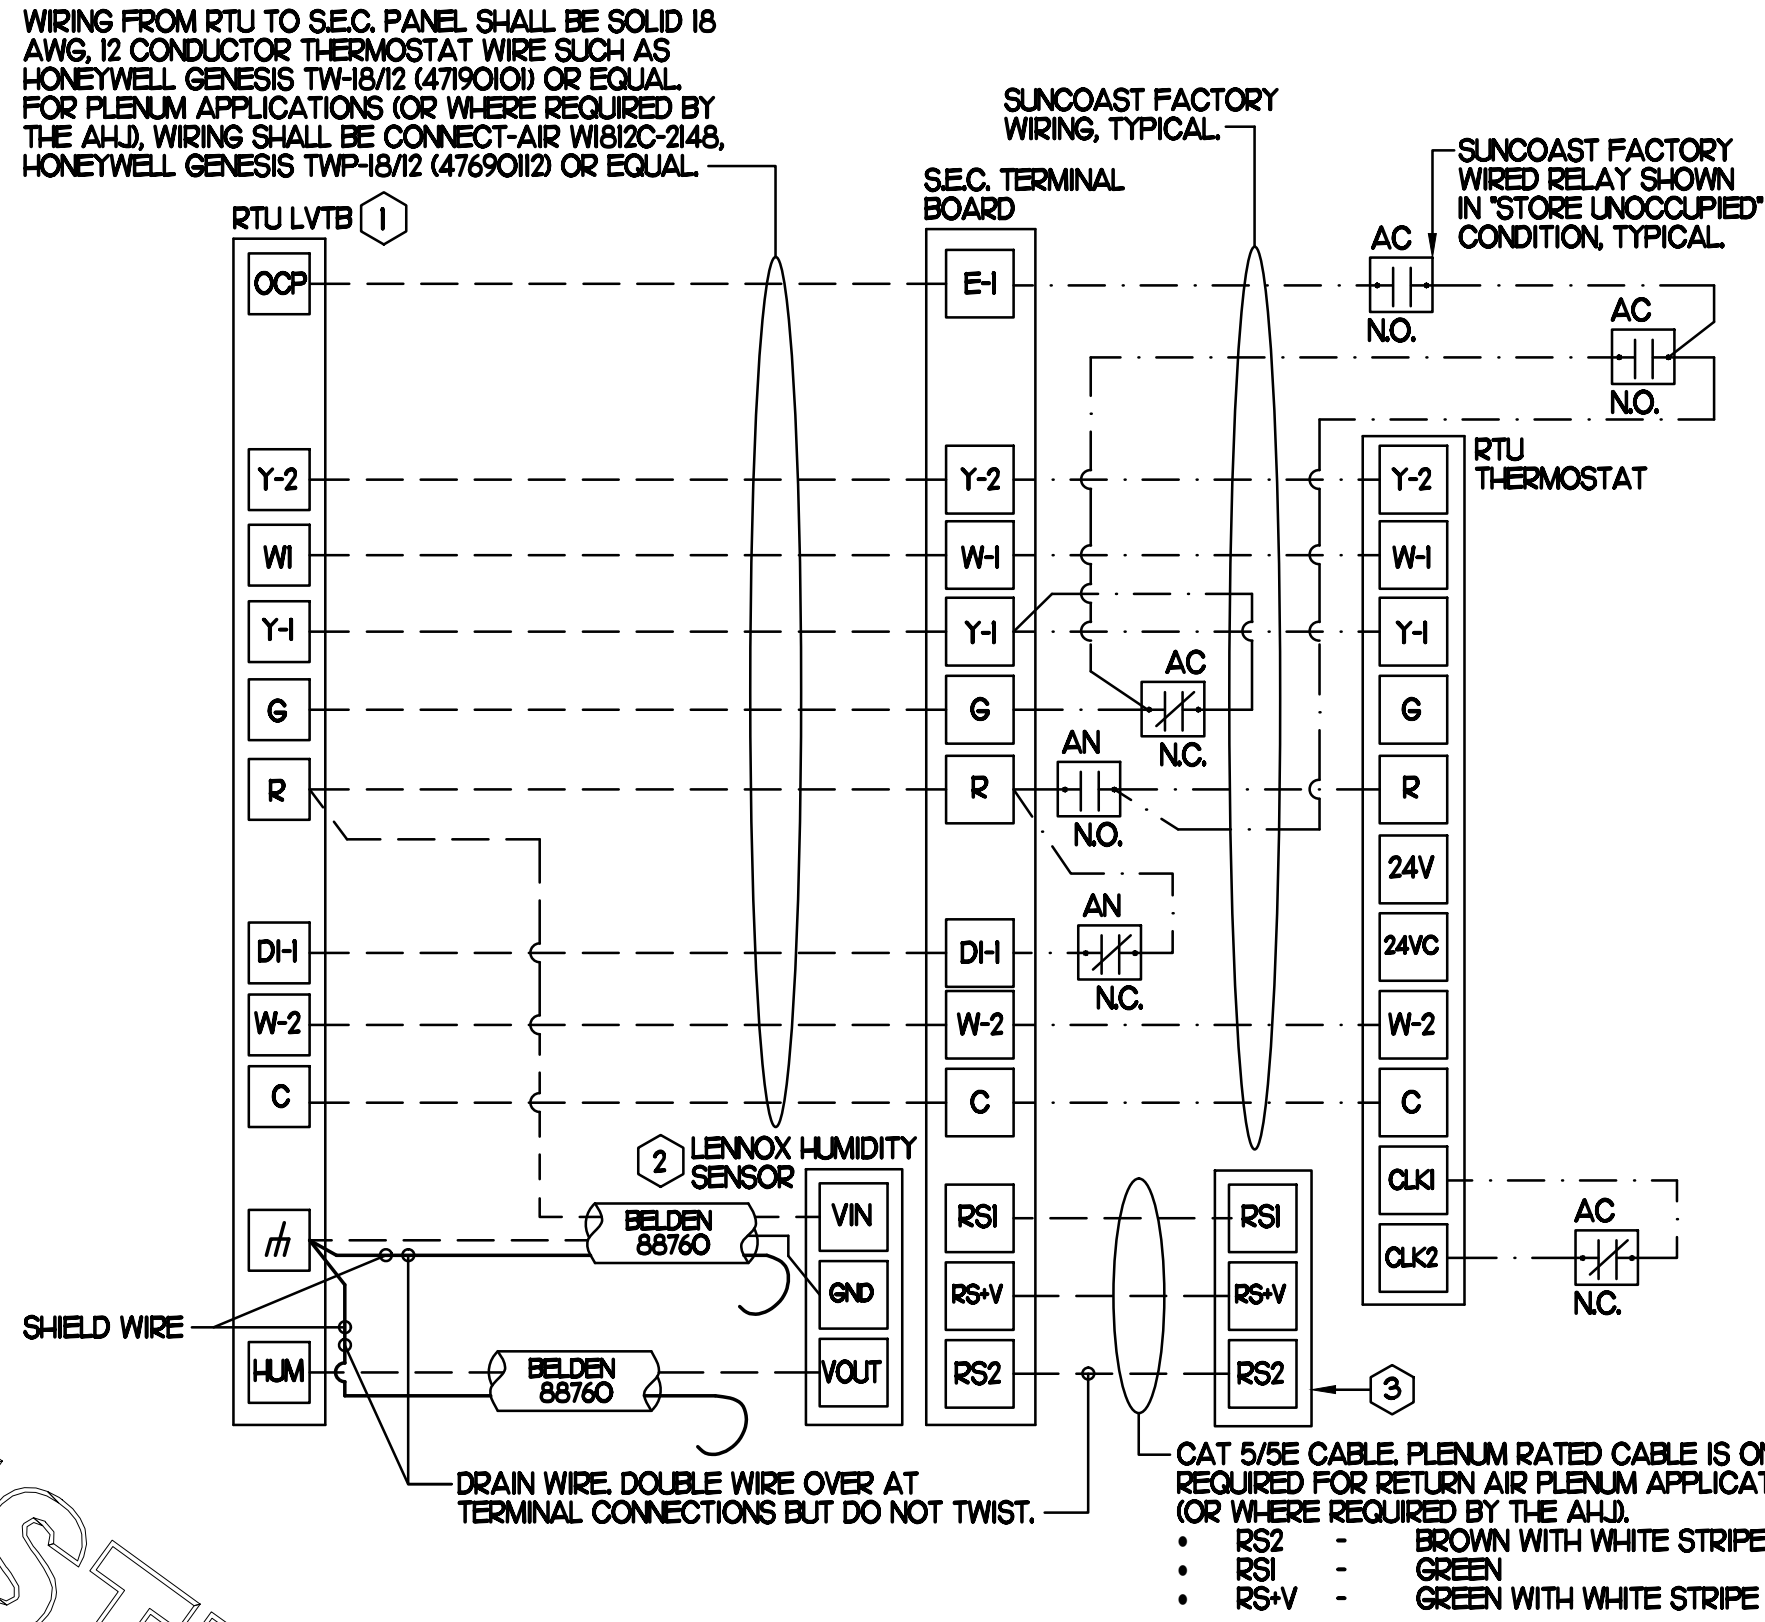 WIRING FROM RTU TO S.E.C. PANEL SHALL BE SOLID 18
AWG, 12 CONDUCTOR THERMOSTAT WIRE SUCH AS
HONEYWELL GENESIS TW-18/12 (47190101) OR EQUAL.
FOR PLENUM APPLICATIONS (OR WHERE REQUIRED BY
THE AHJ), WIRING SHALL BE CONNECT-AIR W1812C-2148,
HONEYWELL GENESIS TWP-18/12 (47690112) OR EQUAL.
SUNCOAST FACTORY
WIRING, TYPICAL.
SUNCOAST FACTORY
WIRED RELAY SHOWN
IN "STORE UNOCCUPIED"
CONDITION, TYPICAL.
RTU LVTB
1
OCP
Y-2
W1
Y-1
G
R
DI-1
W-2
C
HUM
S.E.C. TERMINAL
BOARD
E-1
Y-2
W-1
Y-1
G
R
DI-1
W-2
C
RS1
RS+V
RS2
AC
N.O.
AC
N.O.
AC
N.C.
AN
N.O.
AN
N.C.
RTU
THERMOSTAT
Y-2
W-1
Y-1
G
R
24V
24VC
W-2
C
CLK1
CLK2
AC
N.C.
2
LENNOX HUMIDITY
SENSOR
VIN
GND
VOUT
BELDEN
88760
BELDEN
88760
SHIELD WIRE
DRAIN WIRE. DOUBLE WIRE OVER AT
TERMINAL CONNECTIONS BUT DO NOT TWIST.
RS1
RS+V
RS2
3
CAT 5/5E CABLE. PLENUM RATED CABLE IS
REQUIRED FOR RETURN AIR PLENUM
(OR WHERE REQUIRED BY THE AHJ).
• RS2 - BROWN WITH WHITE STRIPE
• RS1 - GREEN
• RS+V - GREEN WITH WHITE STRIPE